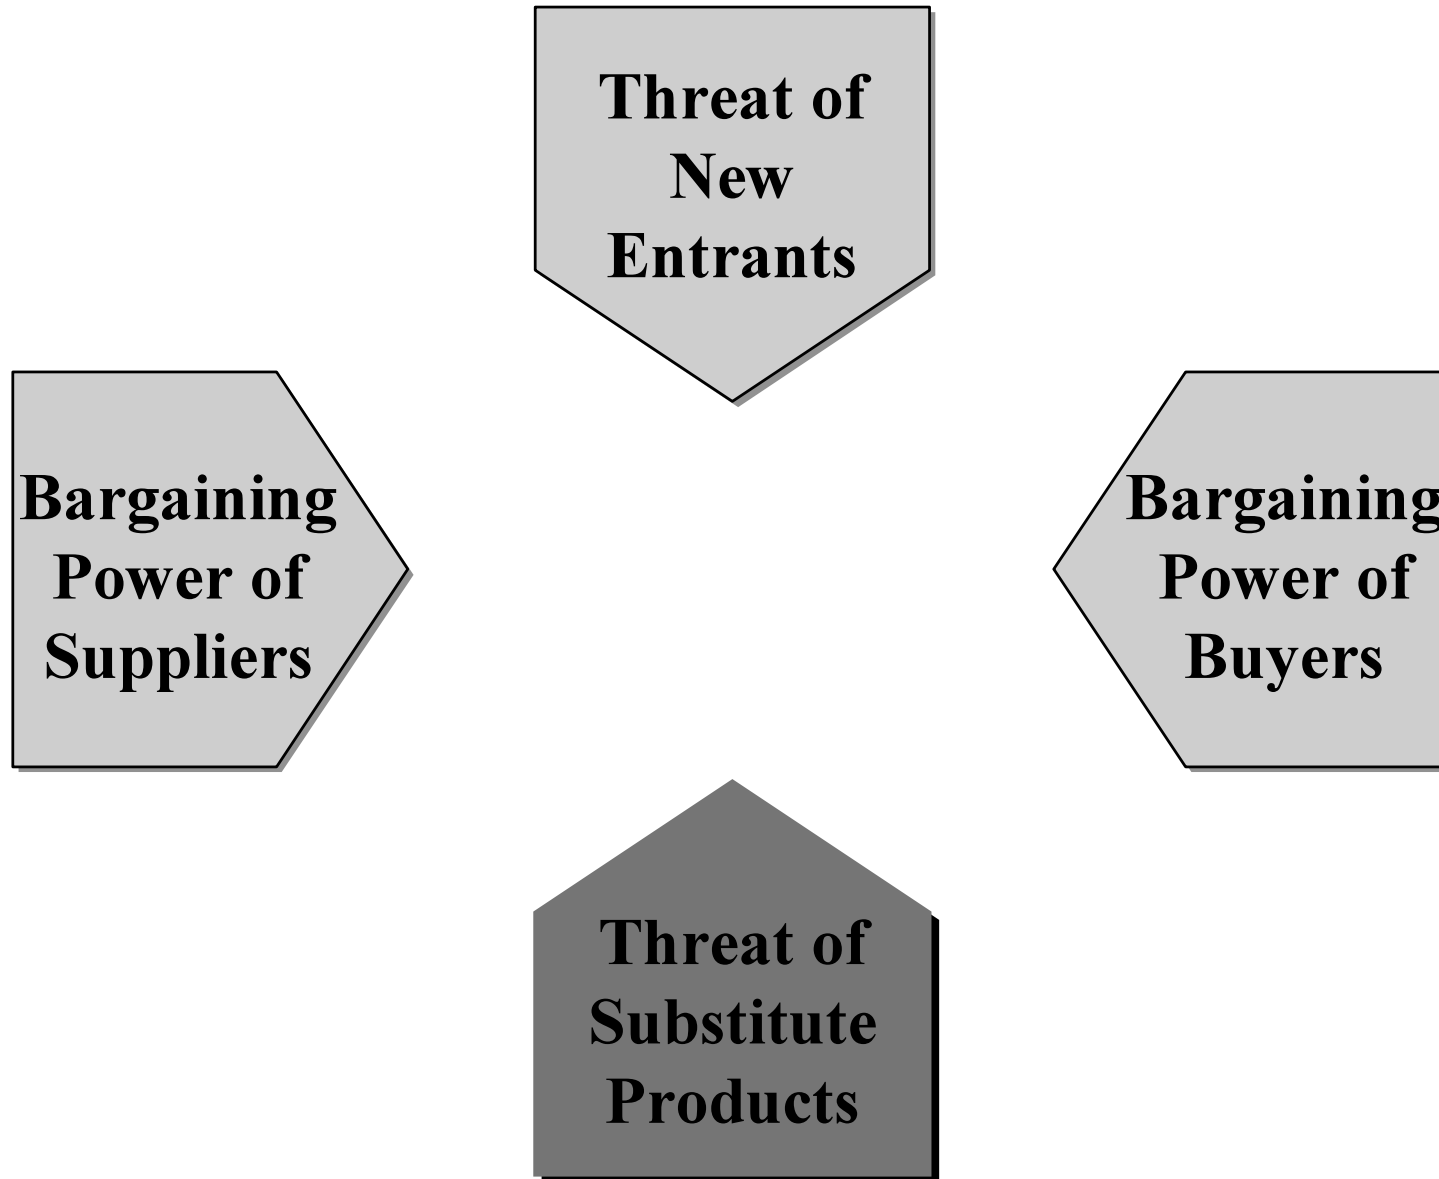 Threat of
New
Entrants
Bargaining
Power of
Suppliers
Bargaining
Power of
Buyers
Threat of
Substitute
Products